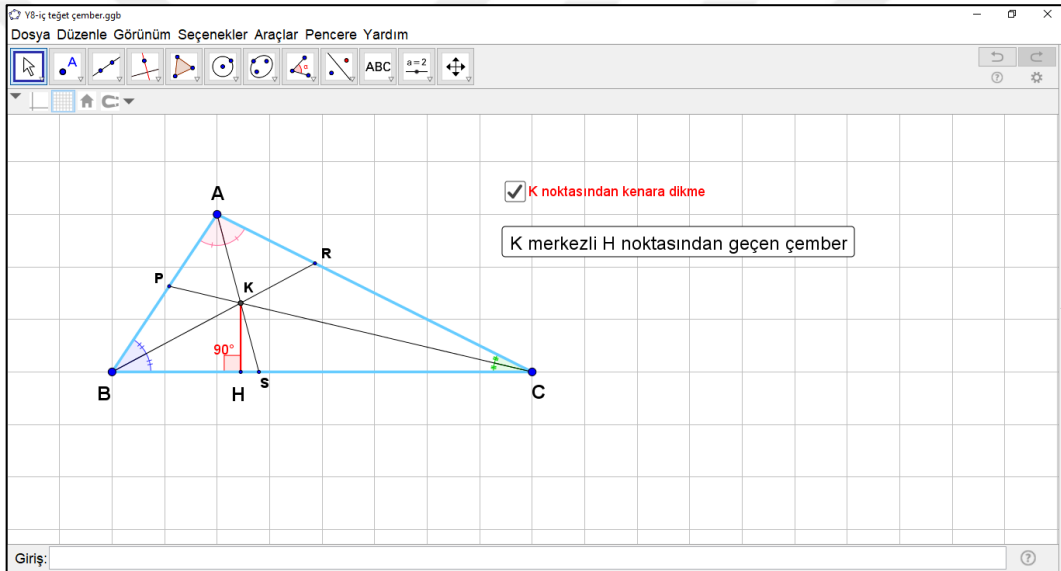 Y8-iç teğet çember.ggb
Dosya Düzenle Görünüm Seçenekler Araçlar Pencere Yardım
A α ABC a=2
K noktasından kenara dikme
K merkezli H noktasından geçen çember
A
R
P
K
90°
B
H
S
C
Giriş: